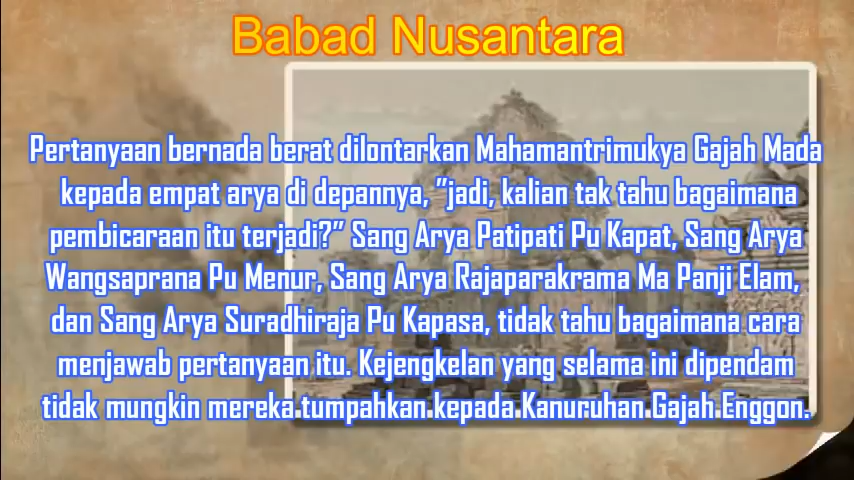 Babad Nusantara
Pertanyaan bernada berat dilontarkan Mahamantrimukya Gajah Mada
kepada empat arya di depannya, "jadi, kalian tak tahu bagaimana
pembicaraan itu terjadi?" Sang Arya Patipati Pu Kapat, Sang Arya
Wangsaprana Pu Menur, Sang Arya Rajaparakrama Ma Panji Elam,
dan Sang Arya Suradhiraja Pu Kapasa, tidak tahu bagaimana cara
menjawab pertanyaan itu. Kejengkelan yang selama ini dipendam
tidak mungkin mereka tumpahkan kepada Kanuruhan Gajah Enggon.